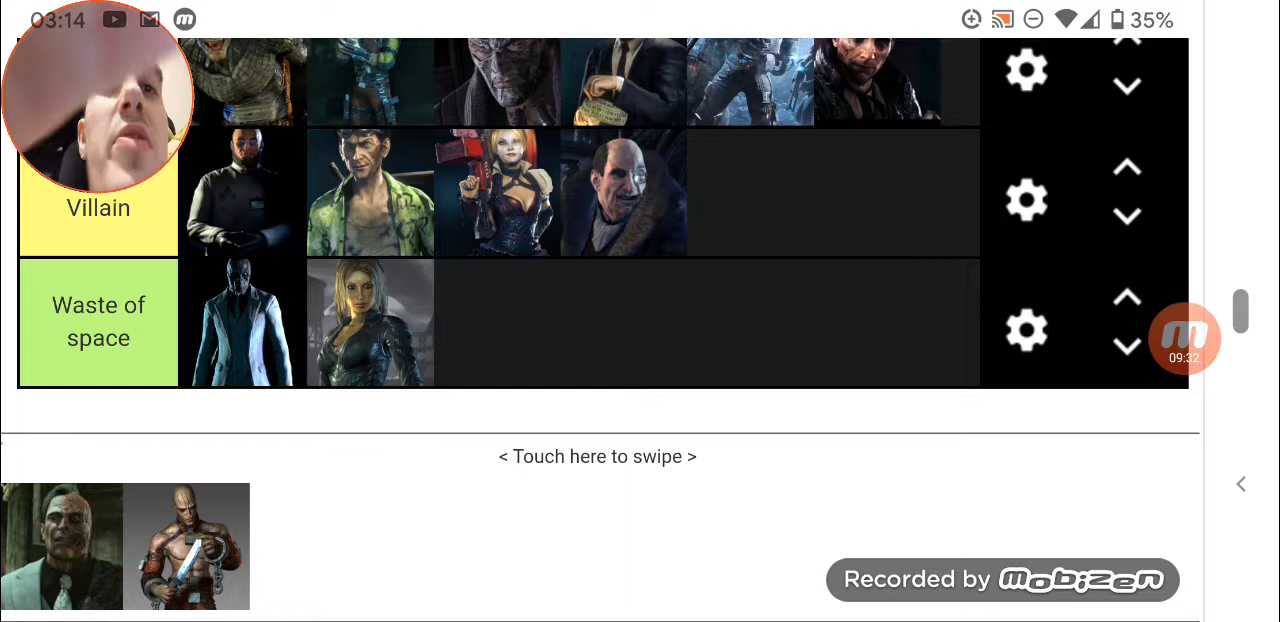 03:14
35%
Villain
Waste of
space
09:32
< Touch here to swipe >
Recorded by mobizen